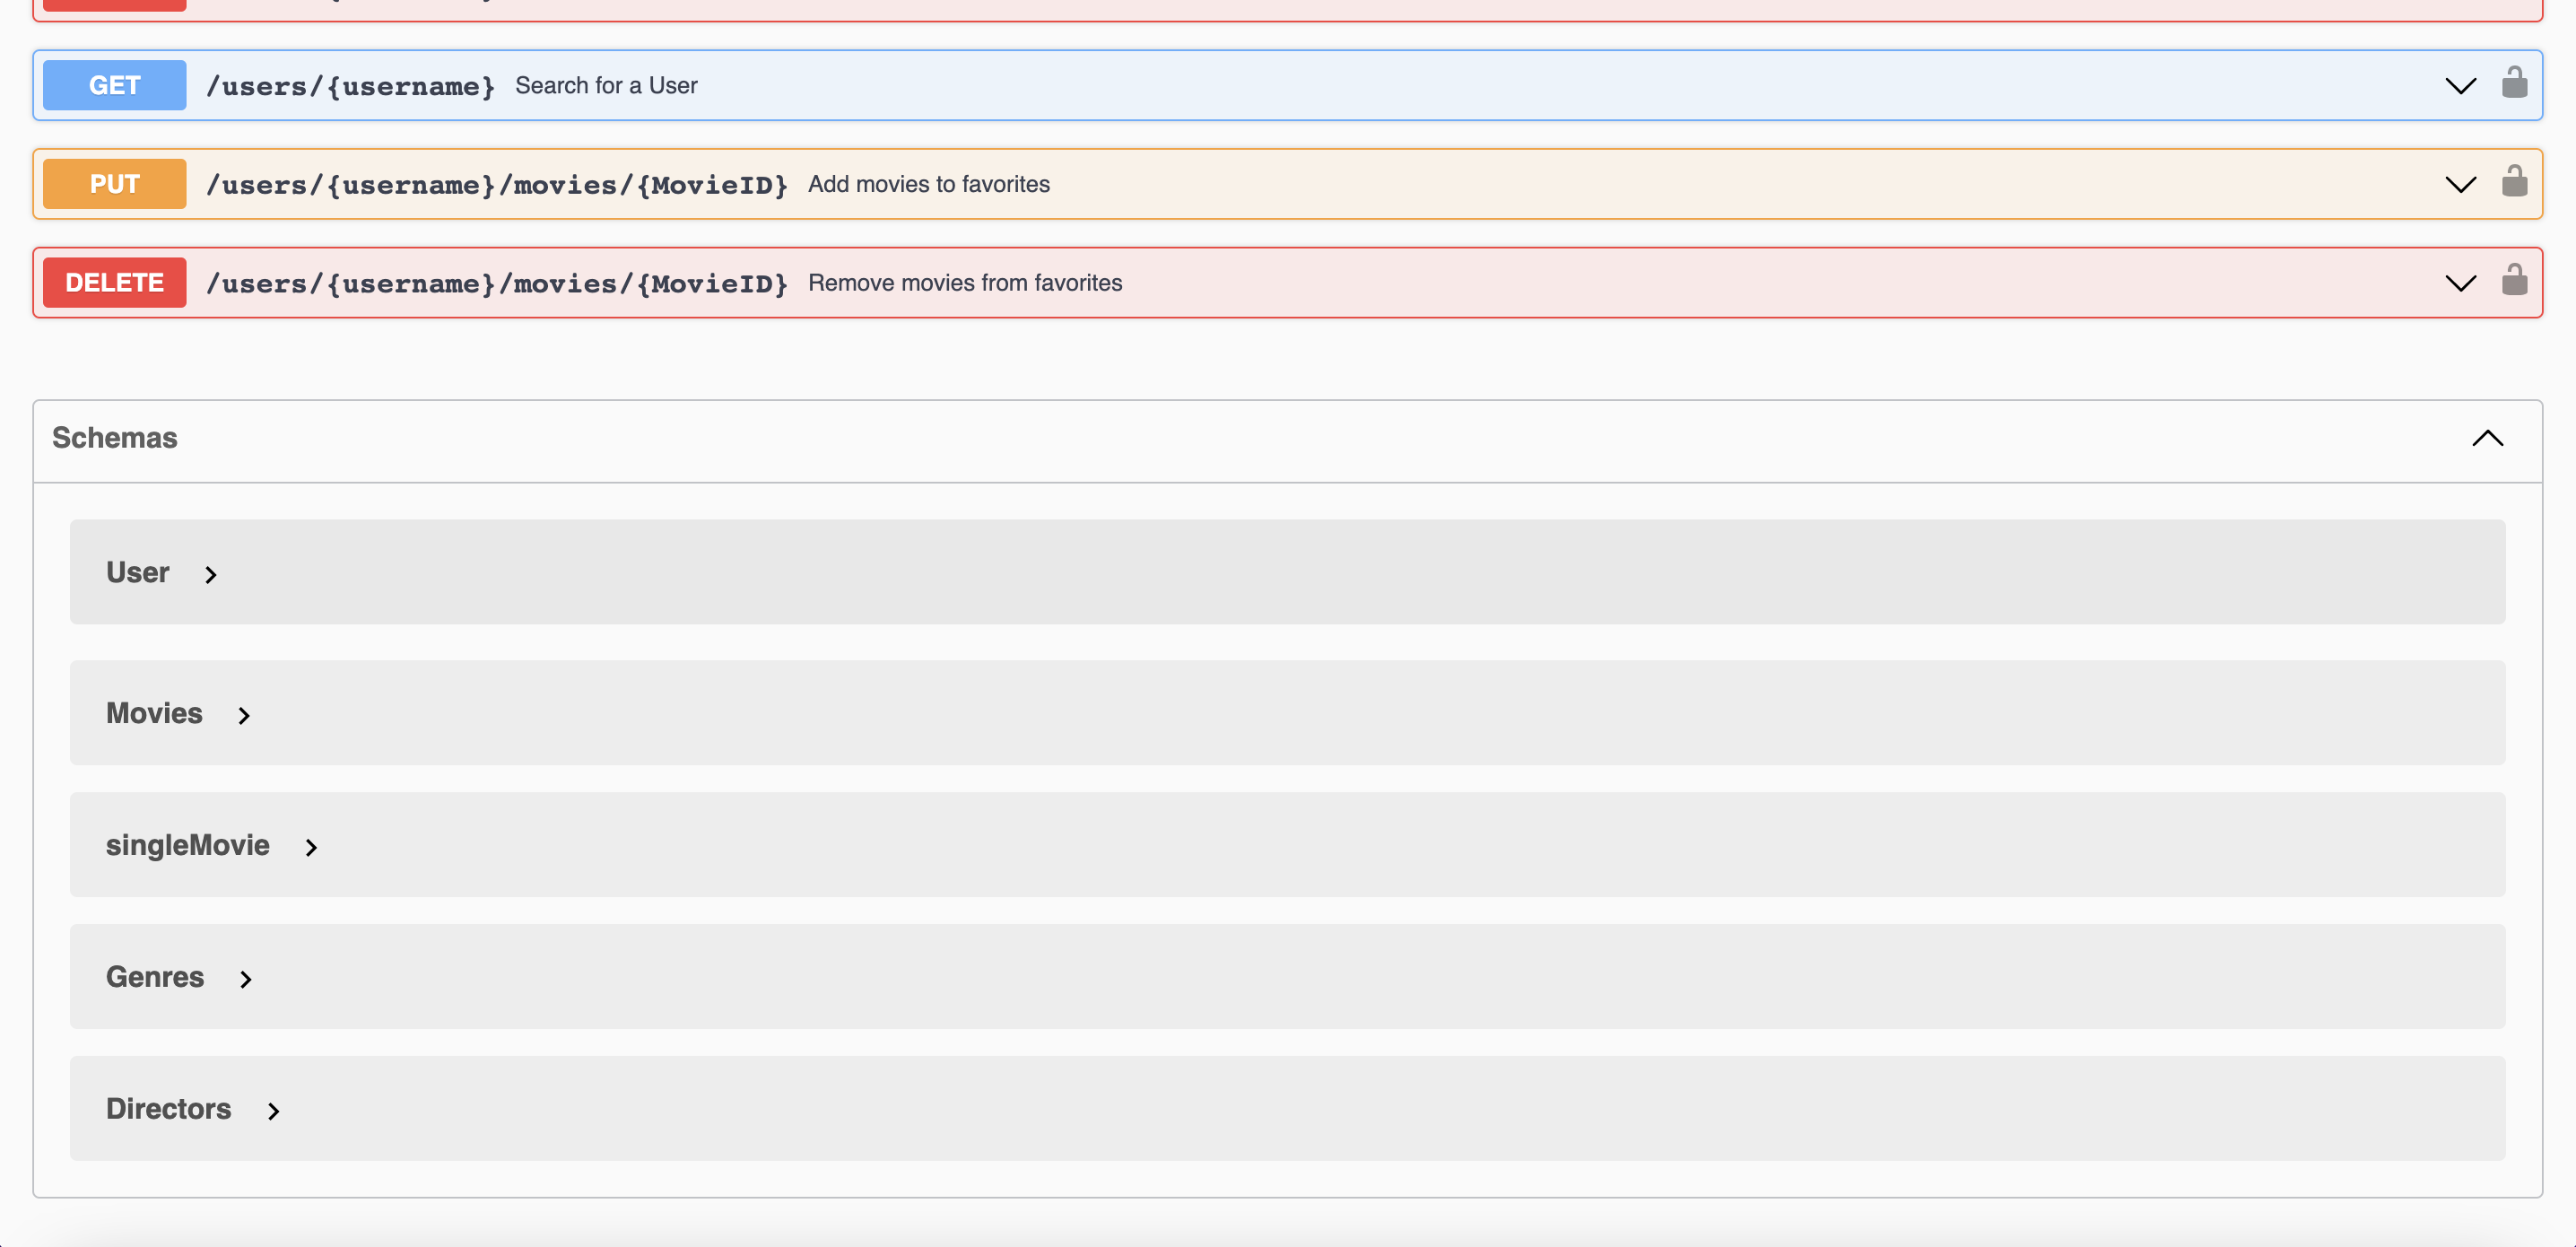 GET /users/{username} Search for a User
PUT /users/{username}/movies/{MovieID} Add movies to favorites
DELETE /users/{username}/movies/{MovieID} Remove movies from favorites
Schemas
User
Movies
singleMovie
Genres
Directors